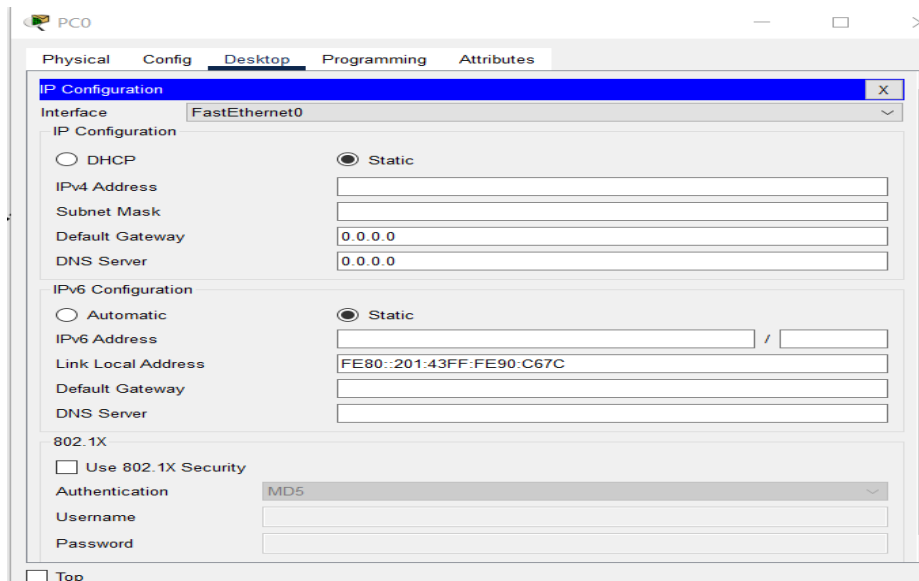 PC0
Physical Config Desktop Programming Attributes
IP Configuration X
Interface FastEthernet0
IP Configuration
DHCP Static
IPv4 Address
Subnet Mask
Default Gateway 0.0.0.0
DNS Server 0.0.0.0
IPv6 Configuration
Automatic Static
IPv6 Address /
Link Local Address FE80::201:43FF:FE90:C67C
Default Gateway
DNS Server
802.1X
Use 802.1X Security
Authentication MD5
Username
Password
Top